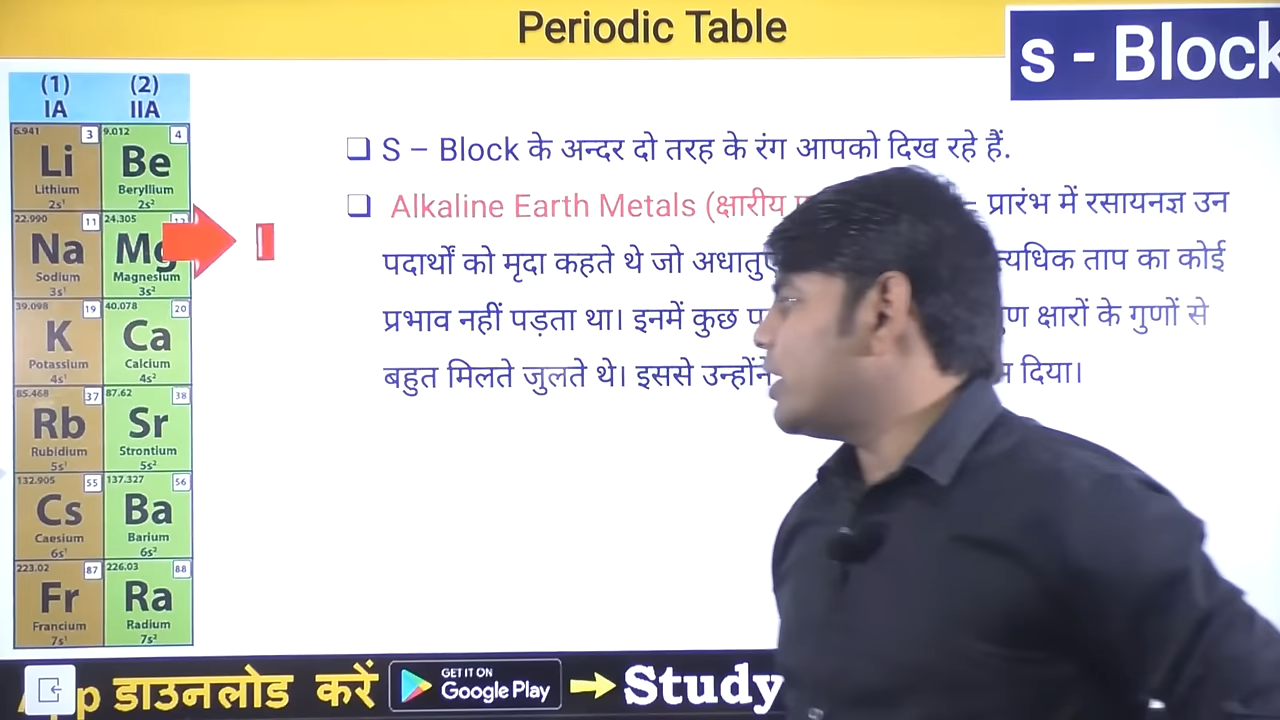 Periodic Table
s - Block
(1) (2)
IA IIA
6.941 3 9.012 4
Li Be
Lithium Beryllium
2s¹ 2s²
22.990 11 24.305 12
Na Mg
Sodium Magnesium
3s¹ 3s²
39.098 19 40.078 20
K Ca
Potassium Calcium
4s¹ 4s²
85.468 37 87.62 38
Rb Sr
Rubidium Strontium
5s¹ 5s²
132.905 55 137.327 56
Cs Ba
Caesium Barium
6s¹ 6s²
223.02 87 226.03 88
Fr Ra
Francium Radium
7s¹ 7s²
❑ S – Block के अन्दर दो तरह के रंग आपको दिख रहे हैं.
❑ Alkaline Earth Metals (क्षारीय – प्रारंभ में रसायनज्ञ उन
पदार्थों को मृदा कहते थे जो ताप का कोई
प्रभाव नहीं पड़ता था। इनमें कुछ क्षारों के गुणों से
बहुत मिलते जुलते थे। इससे उन्होंने दिया।
App डाउनलोड करें GET IT ON Google Play Study